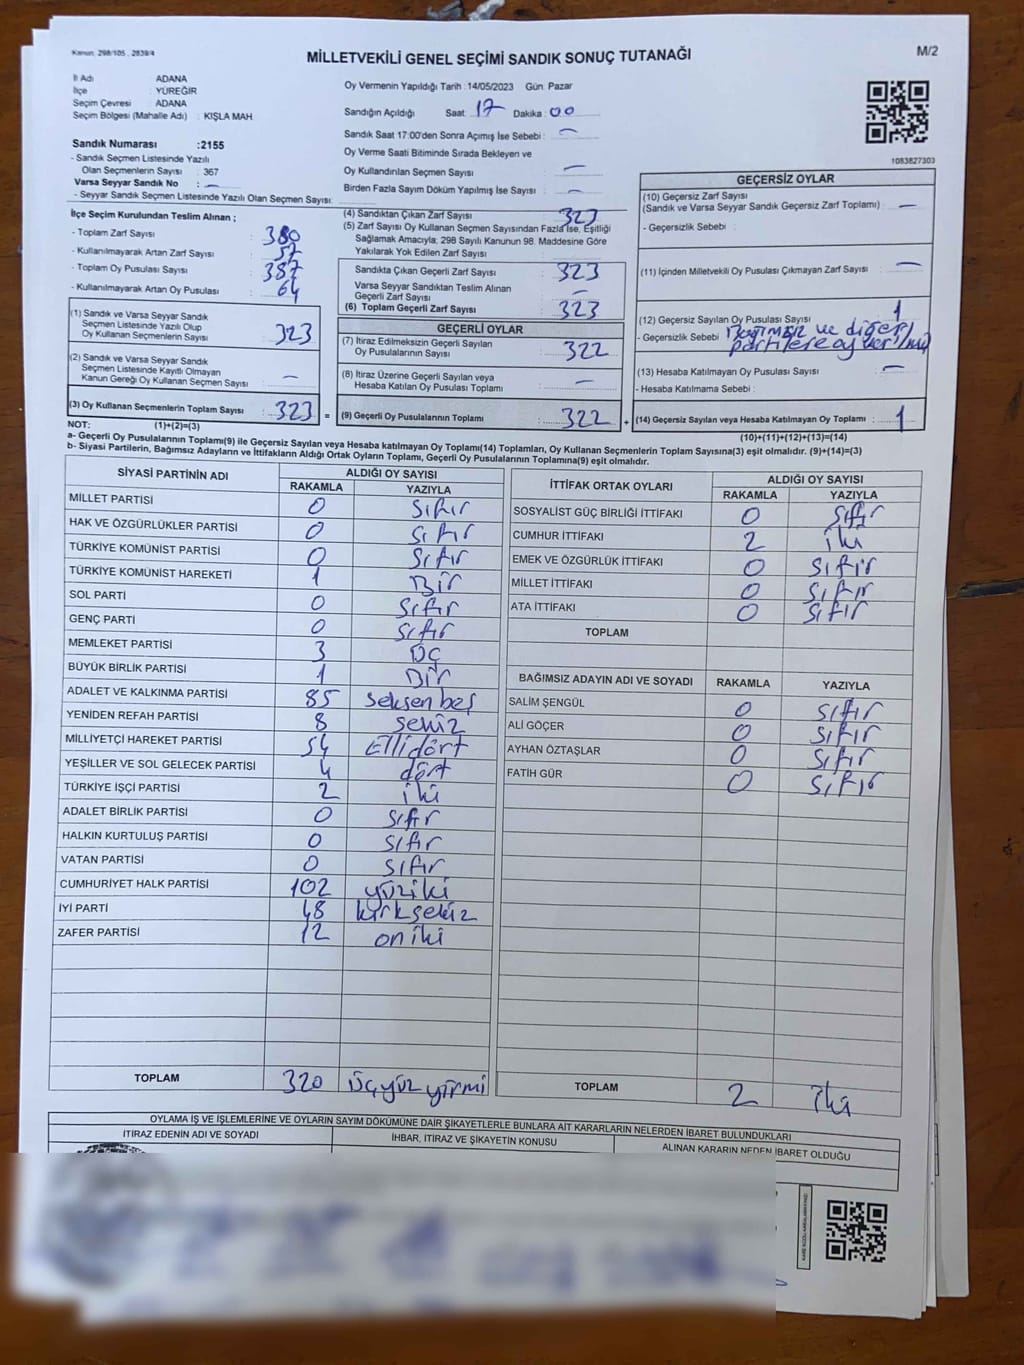 Kanun. 298/105 , 2839/4
MİLLETVEKİLİ GENEL SEÇİMİ SANDIK SONUÇ TUTANAĞI
M/2
İl Adı ADANA
İlçe YÜREĞİR
Seçim Çevresi ADANA
Seçim Bölgesi (Mahalle Adı) : KIŞLA MAH.
Sandık Numarası :2155
- Sandık Seçmen Listesinde Yazılı
Olan Seçmenlerin Sayısı : 367
Varsa Seyyar Sandık No : —
- Seyyar Sandık Seçmen Listesinde Yazılı Olan Seçmen Sayısı:
Oy Vermenin Yapıldığı Tarih :14/05/2023 Gün: Pazar
Sandığın Açıldığı Saat : 17 Dakika : 00
Sandık Saat 17:00'den Sonra Açımış İse Sebebi : —
Oy Verme Saati Bitiminde Sırada Bekleyen ve
Oy Kullandırılan Seçmen Sayısı : —
Birden Fazla Sayım Döküm Yapılmış İse Sayısı : —
1083827303
İlçe Seçim Kurulundan Teslim Alınan ;
- Toplam Zarf Sayısı : 380
- Kullanılmayarak Artan Zarf Sayısı : 57
- Toplam Oy Pusulası Sayısı : 387
- Kullanılmayarak Artan Oy Pusulası : 64
(1) Sandık ve Varsa Seyyar Sandık
Seçmen Listesinde Yazılı Olup
Oy Kullanan Seçmenlerin Sayısı : 323
(2) Sandık ve Varsa Seyyar Sandık
Seçmen Listesinde Kayıtlı Olmayan
Kanun Gereği Oy Kullanan Seçmen Sayısı : —
(3) Oy Kullanan Seçmenlerin Toplam Sayısı : 323 =
(4) Sandıktan Çıkan Zarf Sayısı : 323
(5) Zarf Sayısı Oy Kullanan Seçmen Sayısından Fazla İse, Eşitliği
Sağlamak Amacıyla, 298 Sayılı Kanunun 98. Maddesine Göre
Yakılarak Yok Edilen Zarf Sayısı :
Sandıkta Çıkan Geçerli Zarf Sayısı : 323
Varsa Seyyar Sandıktan Teslim Alınan
Geçerli Zarf Sayısı : —
(6) Toplam Geçerli Zarf Sayısı : 323
GEÇERLİ OYLAR
(7) İtiraz Edilmeksizin Geçerli Sayılan
Oy Pusulalarının Sayısı : 322
(8) İtiraz Üzerine Geçerli Sayılan veya
Hesaba Katılan Oy Pusulası Toplamı : —
(9) Geçerli Oy Pusulalarının Toplamı : 322 +
GEÇERSİZ OYLAR
(10) Geçersiz Zarf Sayısı
(Sandık ve Varsa Seyyar Sandık Geçersiz Zarf Toplamı) : —
- Geçersizlik Sebebi :
(11) İçinden Milletvekili Oy Pusulası Çıkmayan Zarf Sayısı : —
(12) Geçersiz Sayılan Oy Pusulası Sayısı : 1
- Geçersizlik Sebebi : Bağımsız ve diğer
partilere oy
(13) Hesaba Katılmayan Oy Pusulası Sayısı : —
- Hesaba Katılmama Sebebi :
(14) Geçersiz Sayılan veya Hesaba Katılmayan Oy Toplamı : 1
NOT: (1)+(2)=(3)
(10)+(11)+(12)+(13)=(14)
a- Geçerli Oy Pusulalarının Toplamı(9) ile Geçersiz Sayılan veya Hesaba katılmayan Oy Toplamı(14) Toplamları, Oy Kullanan Seçmenlerin Toplam Sayısına(3) eşit olmalıdır. (9)+(14)=(3)
b- Siyasi Partilerin, Bağımsız Adayların ve İttifakların Aldığı Ortak Oyların Toplamı, Geçerli Oy Pusulalarının Toplamına(9) eşit olmalıdır.
SİYASİ PARTİNİN ADI ALDIĞI OY SAYISI
RAKAMLA YAZIYLA
MİLLET PARTİSİ 0 Sıfır
HAK VE ÖZGÜRLÜKLER PARTİSİ 0 Sıfır
TÜRKİYE KOMÜNİST PARTİSİ 0 Sıfır
TÜRKİYE KOMÜNİST HAREKETİ 1 Bir
SOL PARTİ 0 Sıfır
GENÇ PARTİ 0 Sıfır
MEMLEKET PARTİSİ 3 Üç
BÜYÜK BİRLİK PARTİSİ 1 Bir
ADALET VE KALKINMA PARTİSİ 85 Seksen beş
YENİDEN REFAH PARTİSİ 8 sekiz
MİLLİYETÇİ HAREKET PARTİSİ 54 Ellidört
YEŞİLLER VE SOL GELECEK PARTİSİ 4 dört
TÜRKİYE İŞÇİ PARTİSİ 2 iki
ADALET BİRLİK PARTİSİ 0 Sıfır
HALKIN KURTULUŞ PARTİSİ 0 Sıfır
VATAN PARTİSİ 0 Sıfır
CUMHURİYET HALK PARTİSİ 102 yüziki
İYİ PARTİ 48 kırksekiz
ZAFER PARTİSİ 12 oniki
TOPLAM 320 Üçyüz yirmi
İTTİFAK ORTAK OYLARI ALDIĞI OY SAYISI
RAKAMLA YAZIYLA
SOSYALİST GÜÇ BİRLİĞİ İTTİFAKI 0 Sıfır
CUMHUR İTTİFAKI 2 iki
EMEK VE ÖZGÜRLÜK İTTİFAKI 0 Sıfır
MİLLET İTTİFAKI 0 Sıfır
ATA İTTİFAKI 0 Sıfır
TOPLAM
BAĞIMSIZ ADAYIN ADI VE SOYADI RAKAMLA YAZIYLA
SALİM ŞENGÜL 0 Sıfır
ALİ GÖÇER 0 Sıfır
AYHAN ÖZTAŞLAR 0 Sıfır
FATİH GÜR 0 Sıfır
TOPLAM 2 İki
OYLAMA İŞ VE İŞLEMLERİNE VE OYLARIN SAYIM DÖKÜMÜNE DAİR ŞİKAYETLERLE BUNLARA AİT KARARLARIN NELERDEN İBARET BULUNDUKLARI
İTİRAZ EDENİN ADI VE SOYADI İHBAR, İTİRAZ VE ŞİKAYETİN KONUSU ALINAN KARARIN NEDEN İBARET OLDUĞU